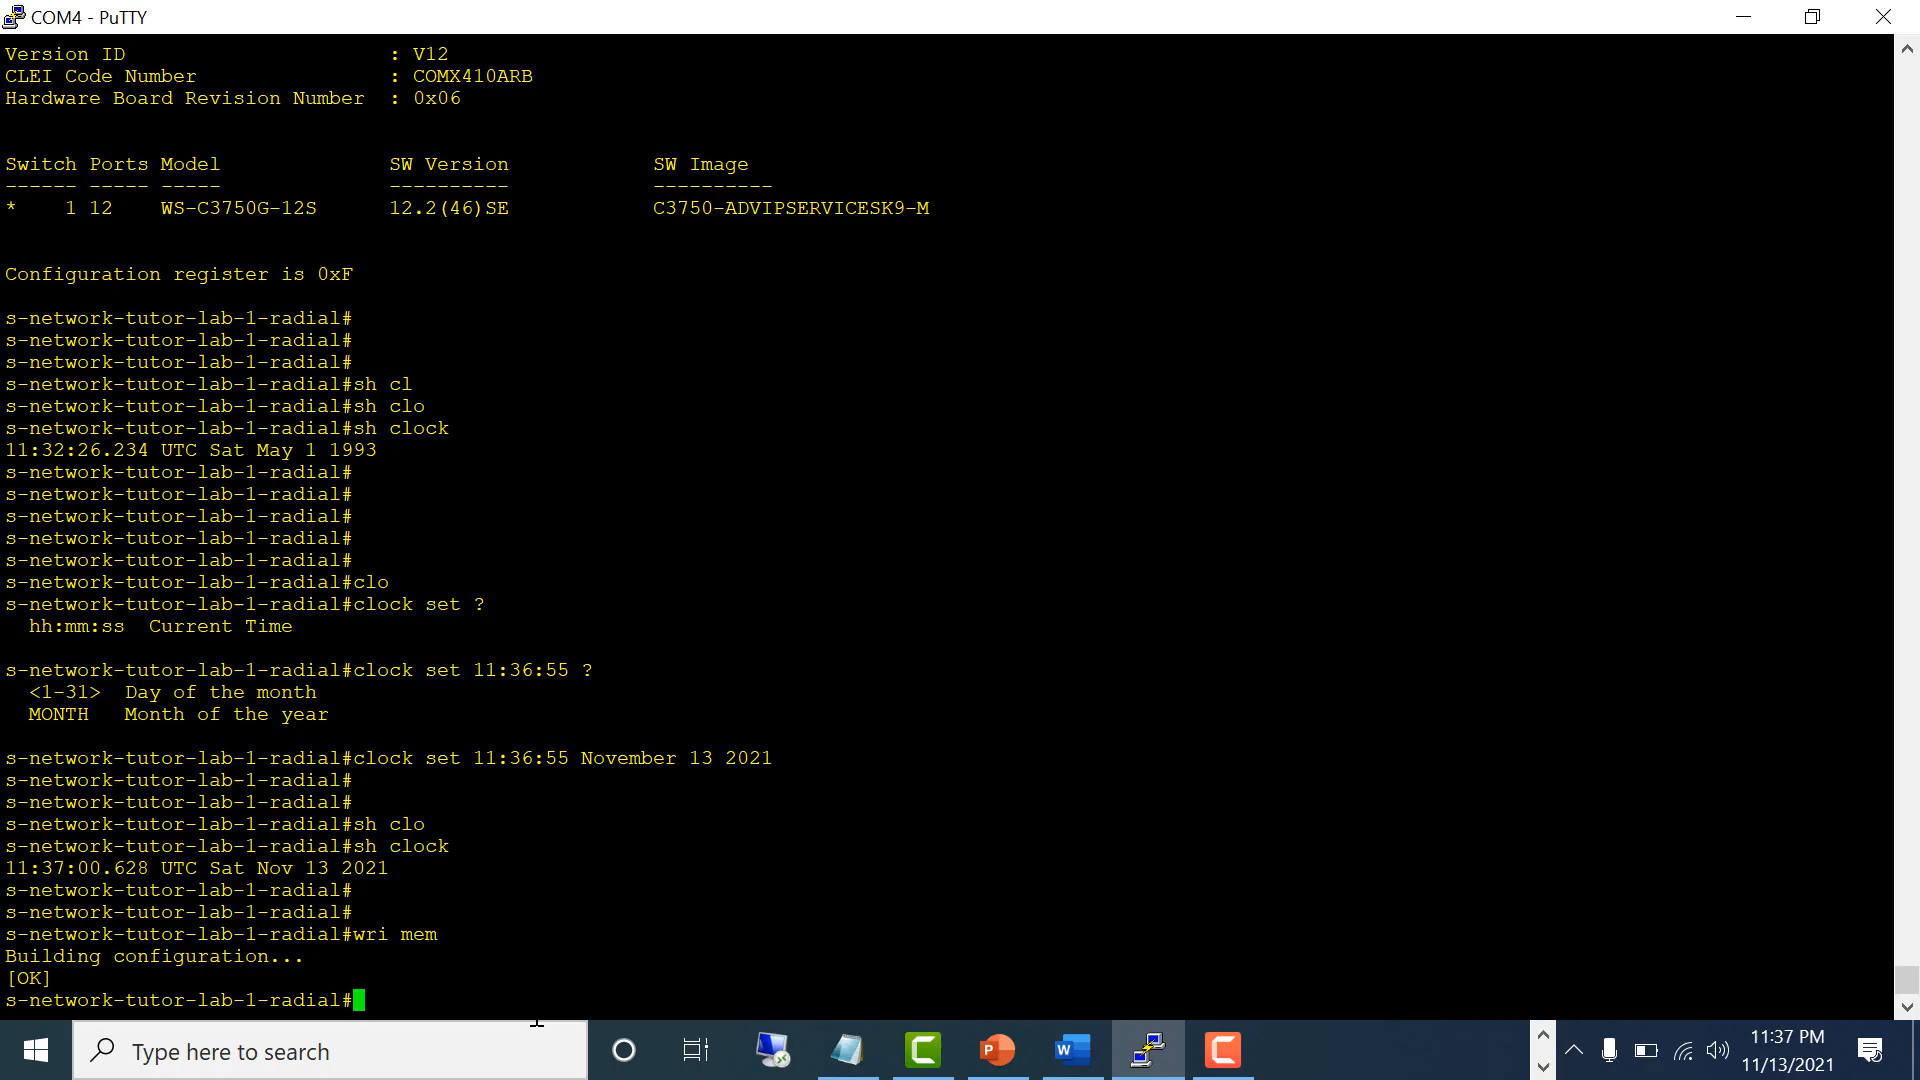 COM4 - PuTTY
Version ID                      : V12
CLEI Code Number                : COMX410ARB
Hardware Board Revision Number  : 0x06
Switch Ports Model              SW Version            SW Image
------ ----- -----              ----------            ----------
*    1 12    WS-C3750G-12S      12.2(46)SE            C3750-ADVIPSERVICESK9-M
Configuration register is 0xF
s-network-tutor-lab-1-radial#
s-network-tutor-lab-1-radial#
s-network-tutor-lab-1-radial#
s-network-tutor-lab-1-radial#sh cl
s-network-tutor-lab-1-radial#sh clo
s-network-tutor-lab-1-radial#sh clock
11:32:26.234 UTC Sat May 1 1993
s-network-tutor-lab-1-radial#
s-network-tutor-lab-1-radial#
s-network-tutor-lab-1-radial#
s-network-tutor-lab-1-radial#
s-network-tutor-lab-1-radial#
s-network-tutor-lab-1-radial#clo
s-network-tutor-lab-1-radial#clock set ?
  hh:mm:ss  Current Time
s-network-tutor-lab-1-radial#clock set 11:36:55 ?
  <1-31>  Day of the month
  MONTH   Month of the year
s-network-tutor-lab-1-radial#clock set 11:36:55 November 13 2021
s-network-tutor-lab-1-radial#
s-network-tutor-lab-1-radial#
s-network-tutor-lab-1-radial#sh clo
s-network-tutor-lab-1-radial#sh clock
11:37:00.628 UTC Sat Nov 13 2021
s-network-tutor-lab-1-radial#
s-network-tutor-lab-1-radial#
s-network-tutor-lab-1-radial#wri mem
Building configuration...
[OK]
s-network-tutor-lab-1-radial#
Type here to search
11:37 PM
11/13/2021